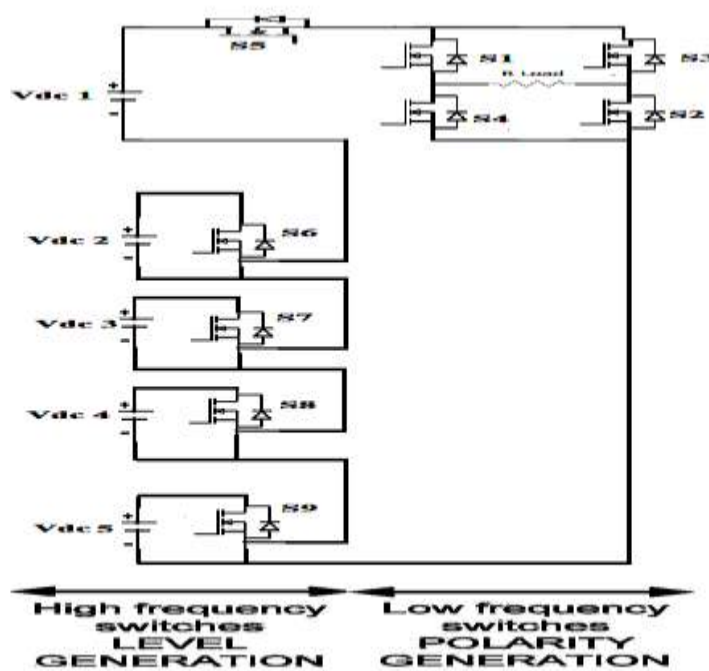 S5
S1
S3
R Load
Vdc 1
S4
S2
S6
Vdc 2
S7
Vdc 3
S8
Vdc 4
S9
Vdc 5
High frequency
switches
LEVEL
GENERATION
Low frequency
switches
POLARITY
GENERATION